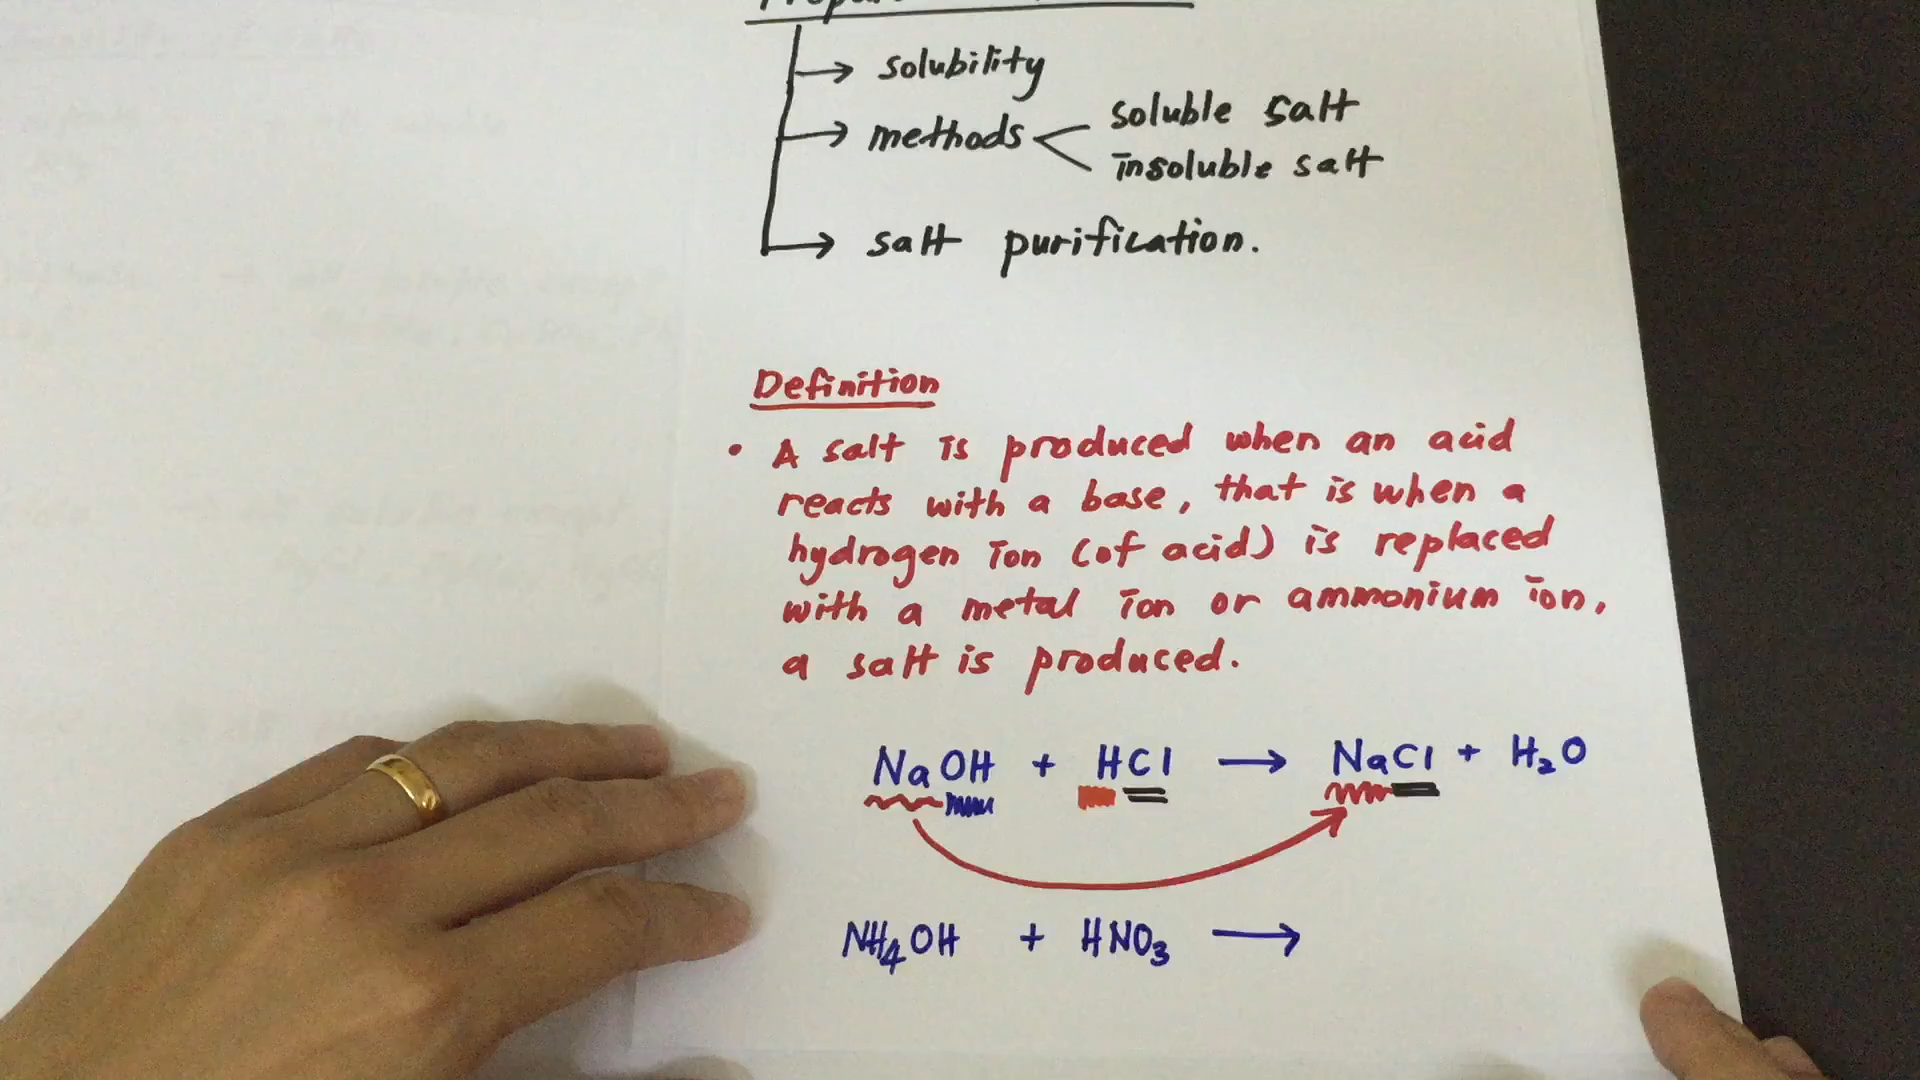 solubility
methods
soluble salt
insoluble salt
salt purification.
Definition
• A salt is produced when an acid
reacts with a base, that is when a
hydrogen ion (of acid) is replaced
with a metal ion or ammonium ion,
a salt is produced.
NaOH + HCl → NaCl + H₂O
NH₄OH + HNO₃ →